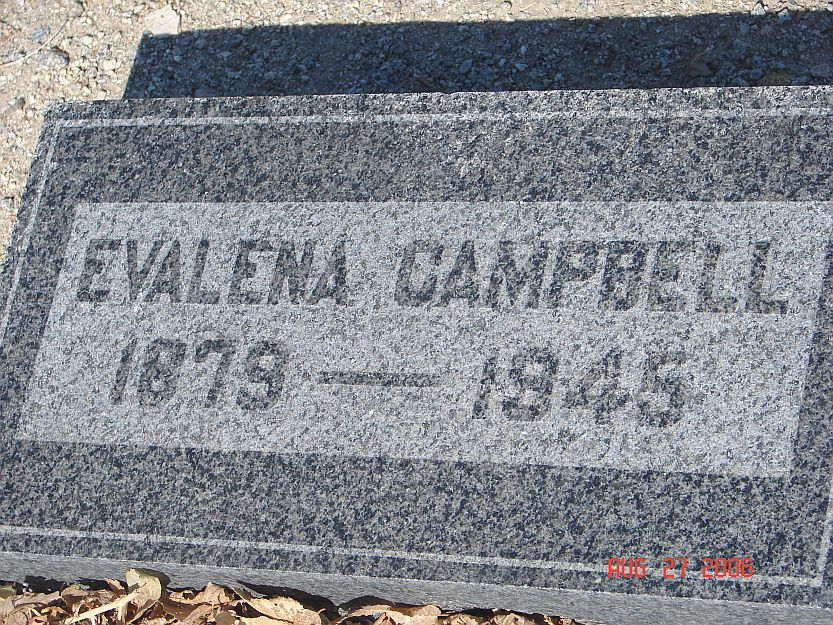 EVALENA CAMPBELL
1879 — 1945
AUG 27 2006